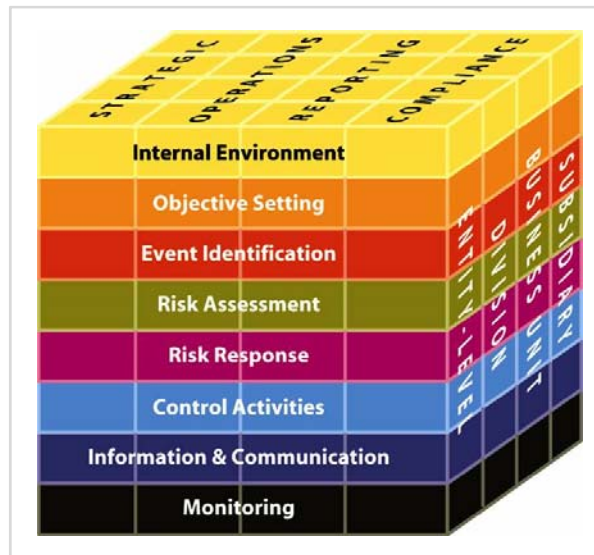 STRATEGIC
OPERATIONS
REPORTING
COMPLIANCE
Internal Environment
Objective Setting
Event Identification
Risk Assessment
Risk Response
Control Activities
Information & Communication
Monitoring
ENTITY-LEVEL
DIVISION
BUSINESS UNIT
SUBSIDIARY